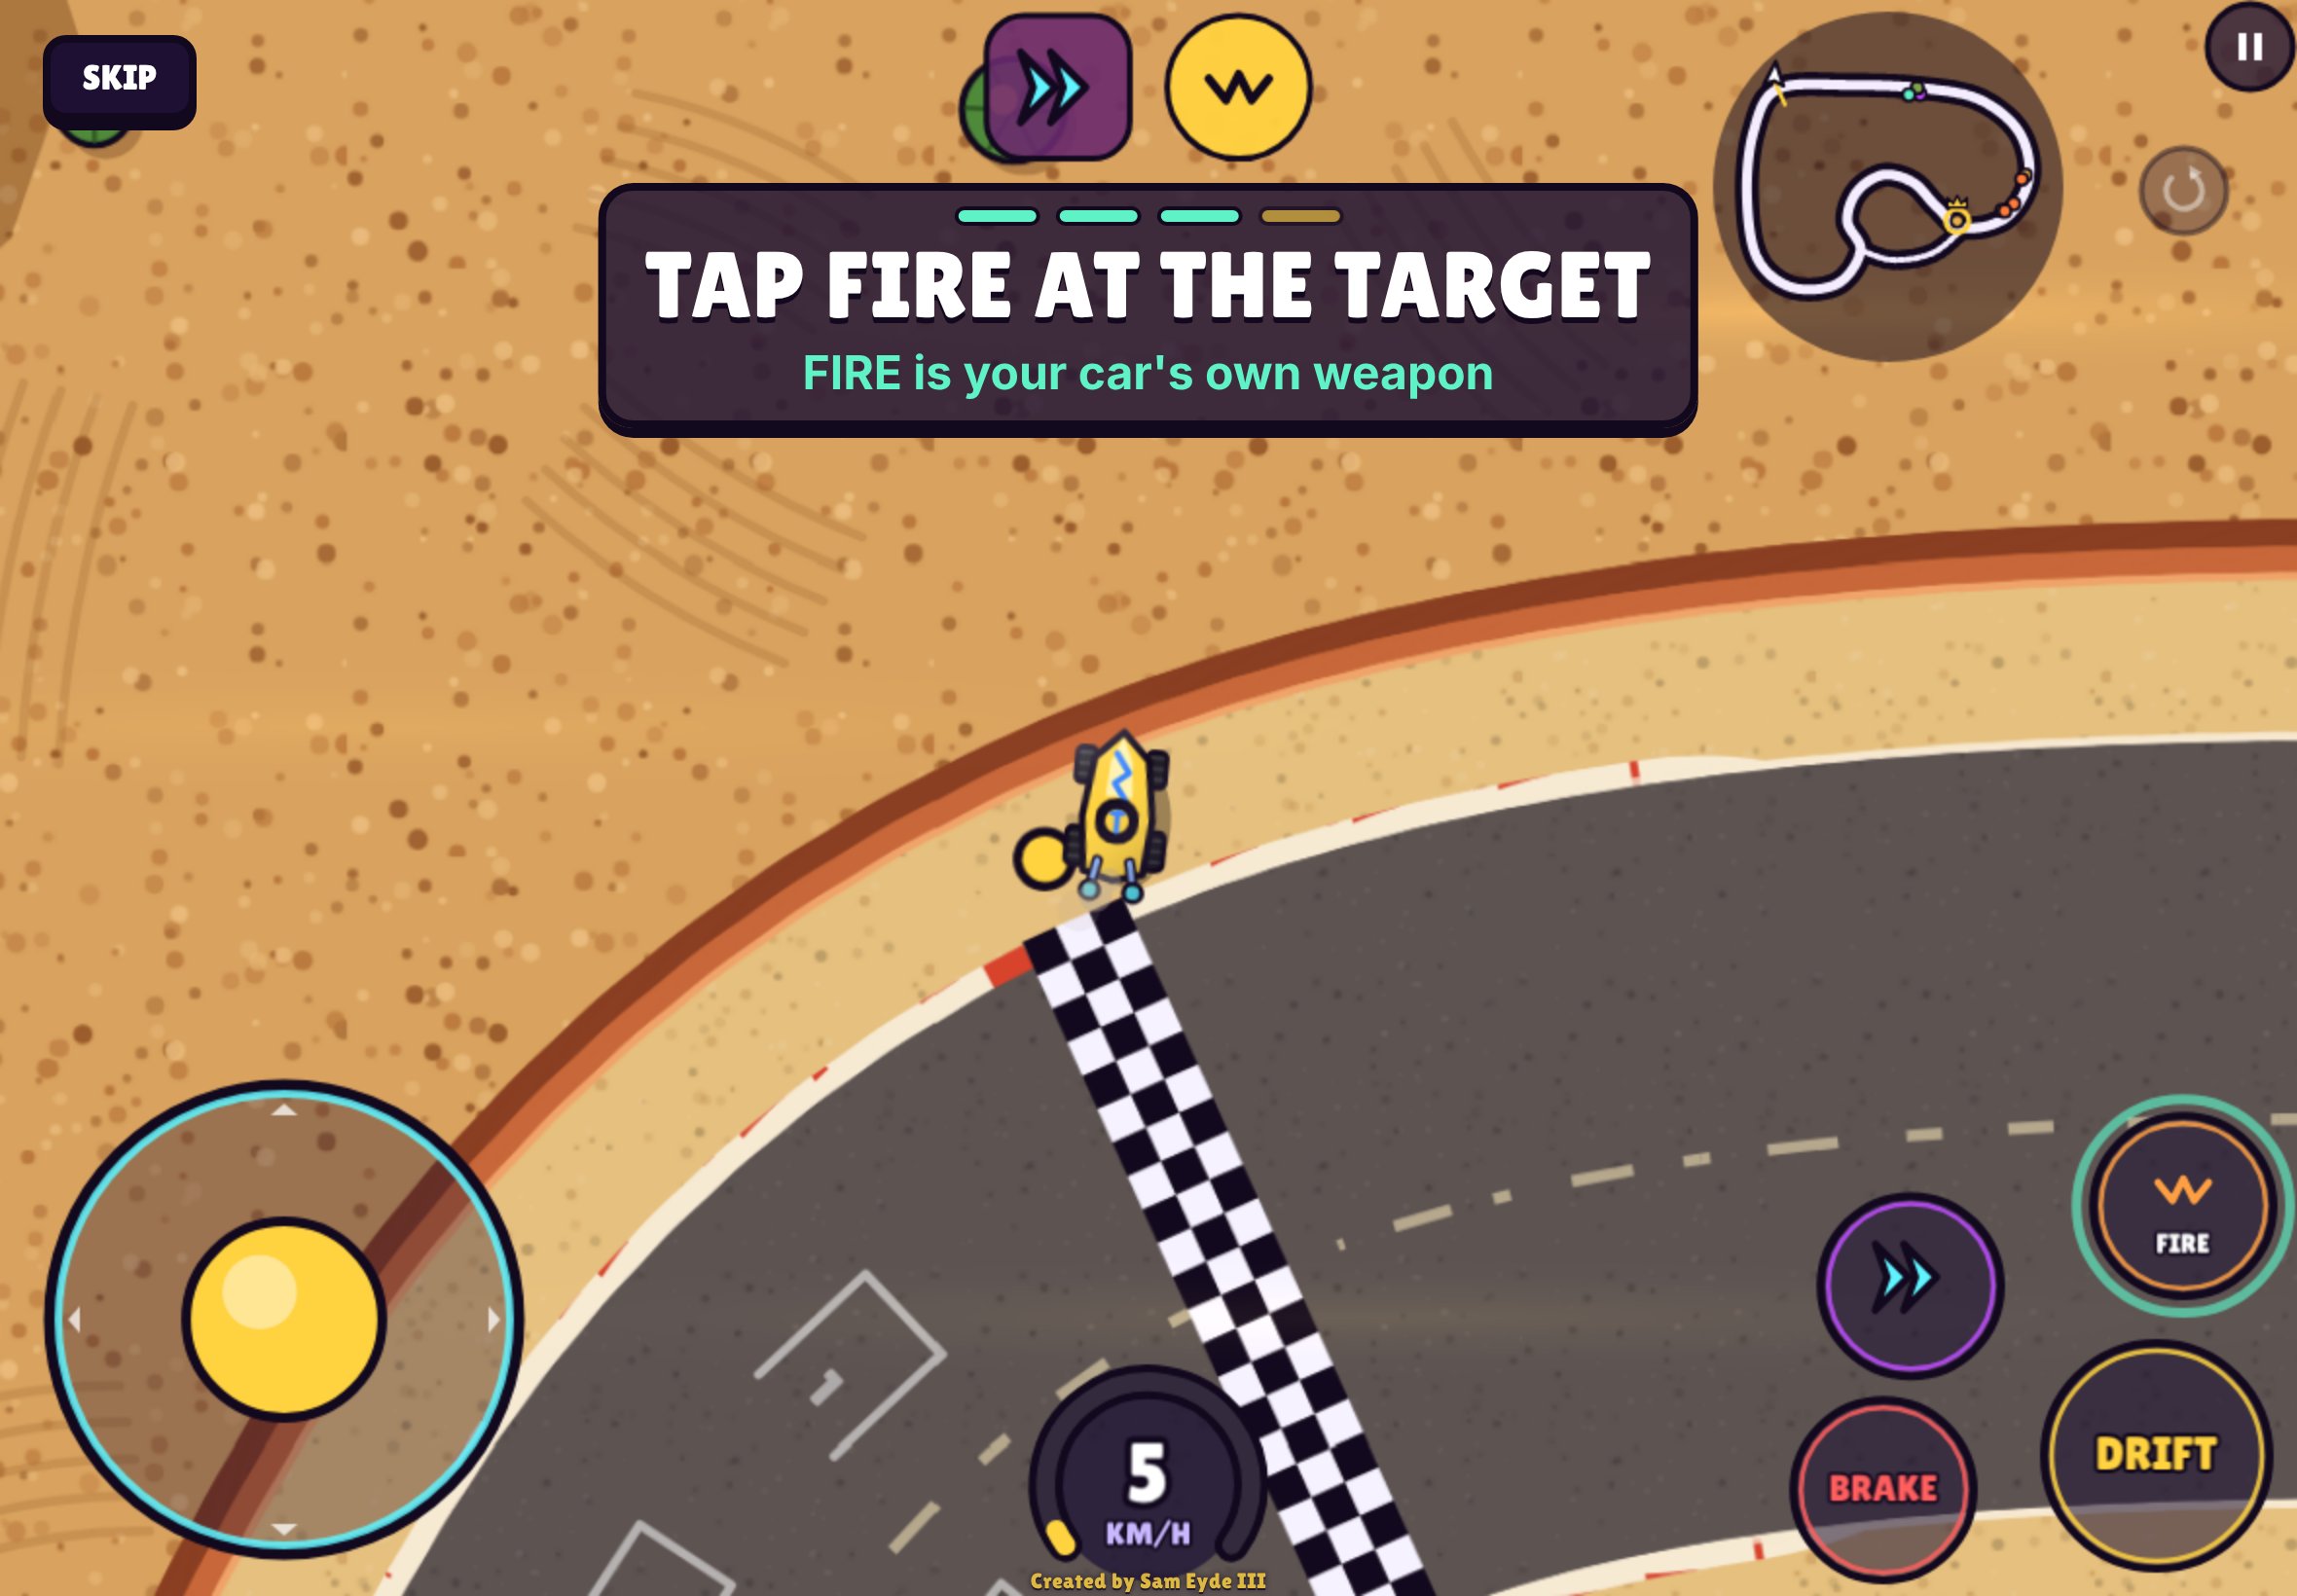 SKIP
TAP FIRE AT THE TARGET
FIRE is your car's own weapon
FIRE
DRIFT
BRAKE
5
KM/H
Created by Sam Eyde III